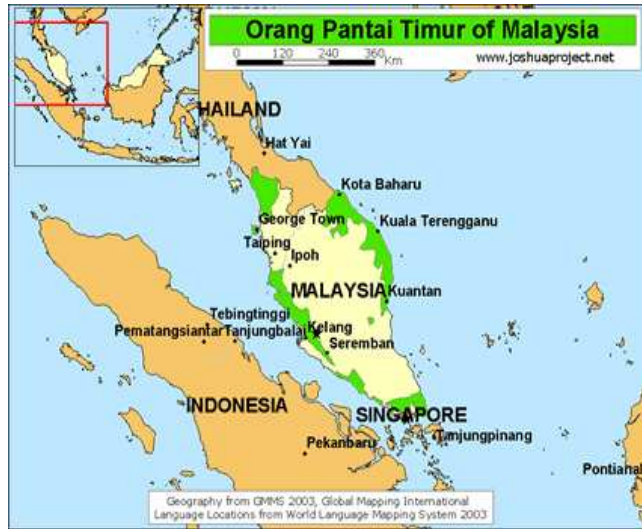 Orang Pantai Timur of Malaysia
0 120 240 360 Km
www.joshuaproject.net
HAILAND
Hat Yai
Kota Baharu
George Town
Kuala Terengganu
Taiping
Ipoh
MALAYSIA
Kuantan
Tebingtinggi
Kelang
Pematangsiantar
Tanjungbalai
Seremban
INDONESIA
SINGAPORE
Tanjungpinang
Pekanbaru
Pontianak
Geography from GMMS 2003, Global Mapping International
Language Locations from World Language Mapping System 2003